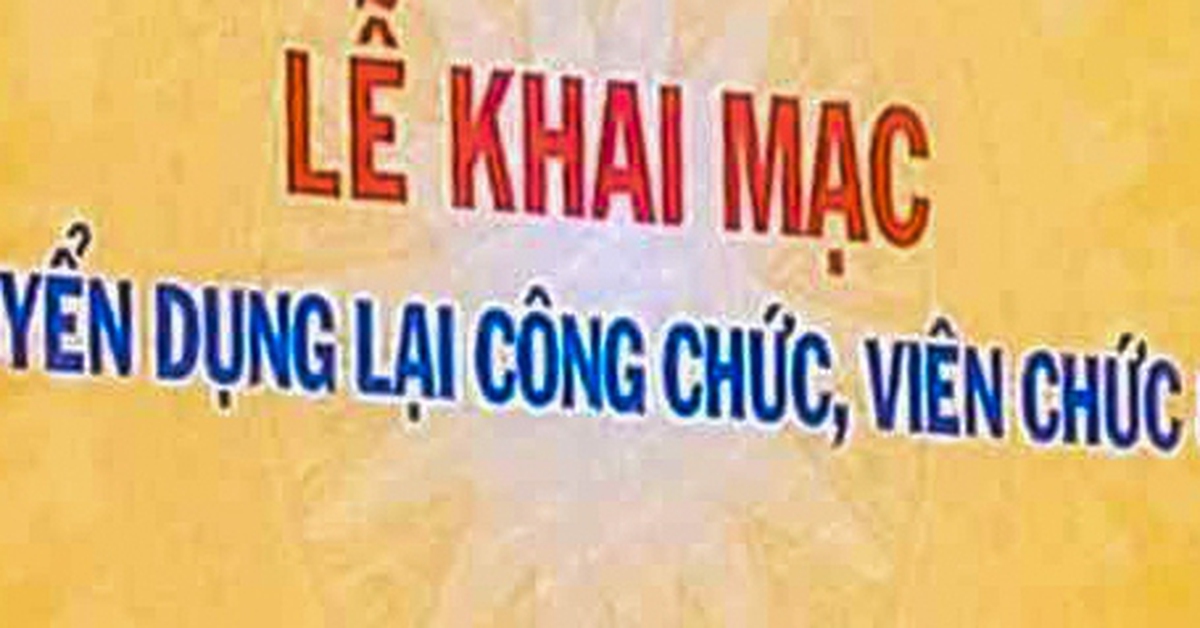 LỄ KHAI MẠC
YỂN DỤNG LẠI CÔNG CHỨC, VIÊN CHỨC